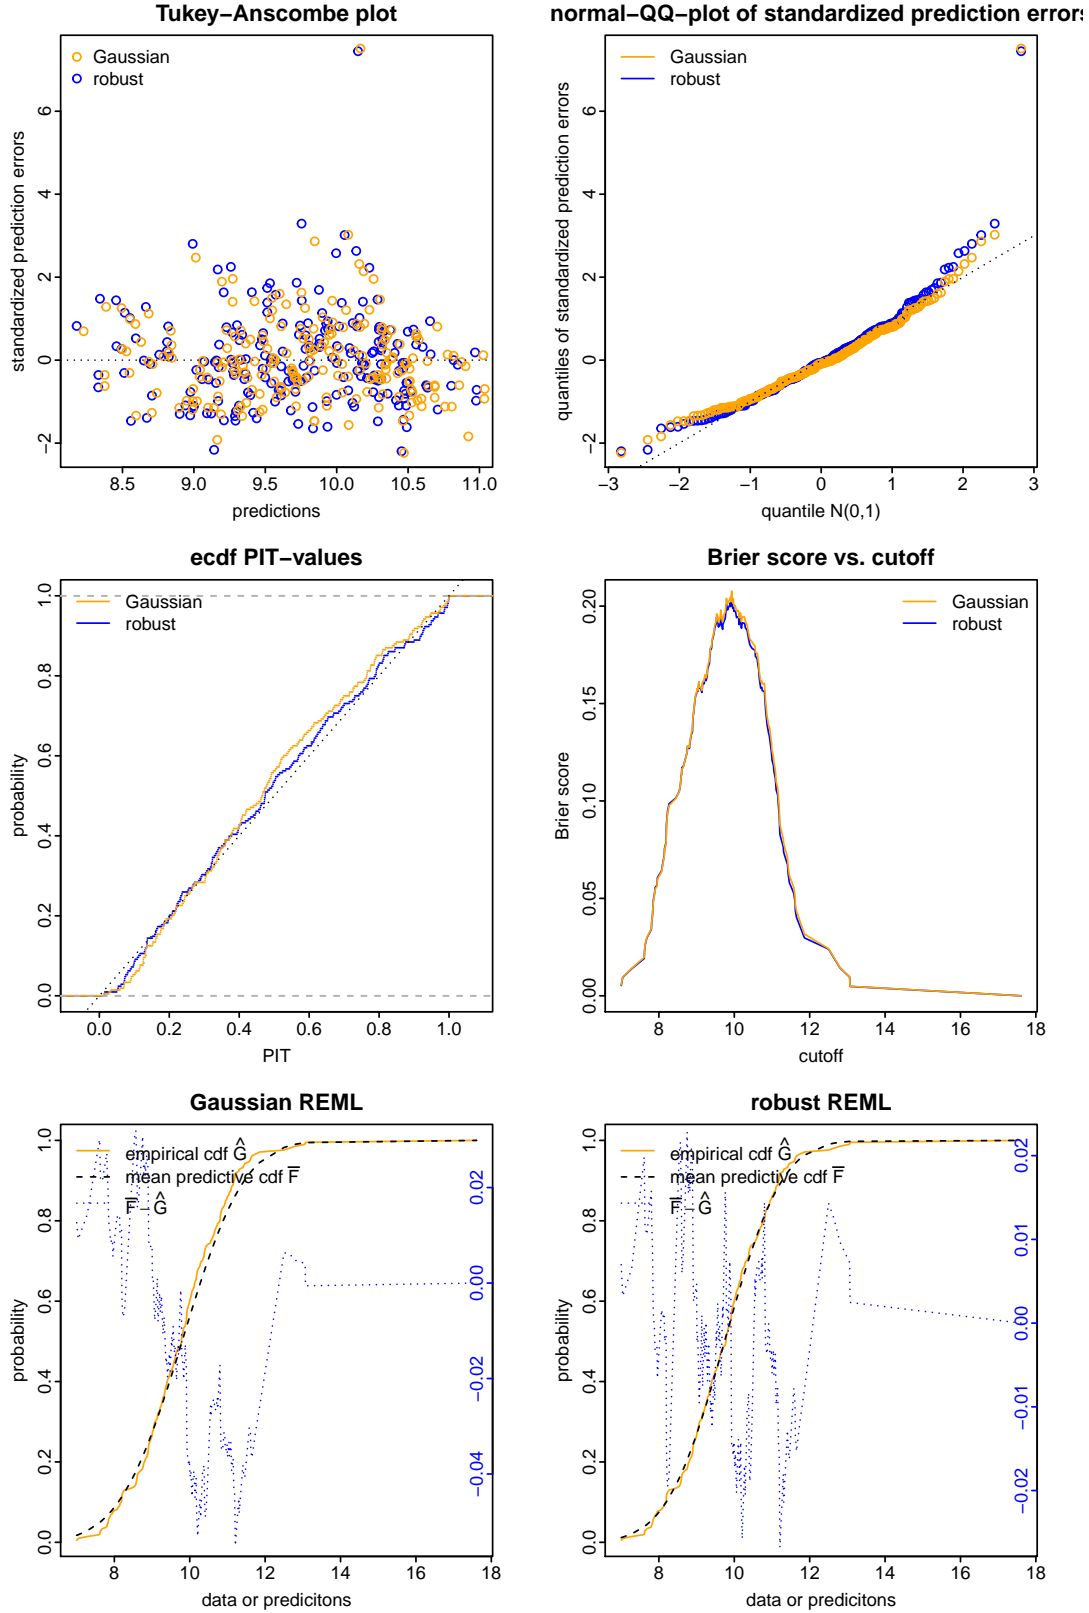 Tukey−Anscombe plot
Gaussian
robust
standardized prediction errors
−2 0 2 4 6
8.5 9.0 9.5 10.0 10.5 11.0
predictions
normal−QQ−plot of standardized prediction errors
Gaussian
robust
quantiles of standardized prediction errors
−2 0 2 4 6
−3 −2 −1 0 1 2 3
quantile N(0,1)
ecdf PIT−values
Gaussian
robust
probability
0.0 0.2 0.4 0.6 0.8 1.0
0.0 0.2 0.4 0.6 0.8 1.0
PIT
Brier score vs. cutoff
Gaussian
robust
Brier score
0.00 0.05 0.10 0.15 0.20
8 10 12 14 16 18
cutoff
Gaussian REML
empirical cdf Ĝ
mean predictive cdf F̅
F̅−Ĝ
probability
0.0 0.2 0.4 0.6 0.8 1.0
−0.04 −0.02 0.00 0.02
8 10 12 14 16 18
data or predicitons
robust REML
empirical cdf Ĝ
mean predictive cdf F̅
F̅−Ĝ
probability
0.0 0.2 0.4 0.6 0.8 1.0
−0.02 −0.01 0.00 0.01 0.02
8 10 12 14 16 18
data or predicitons